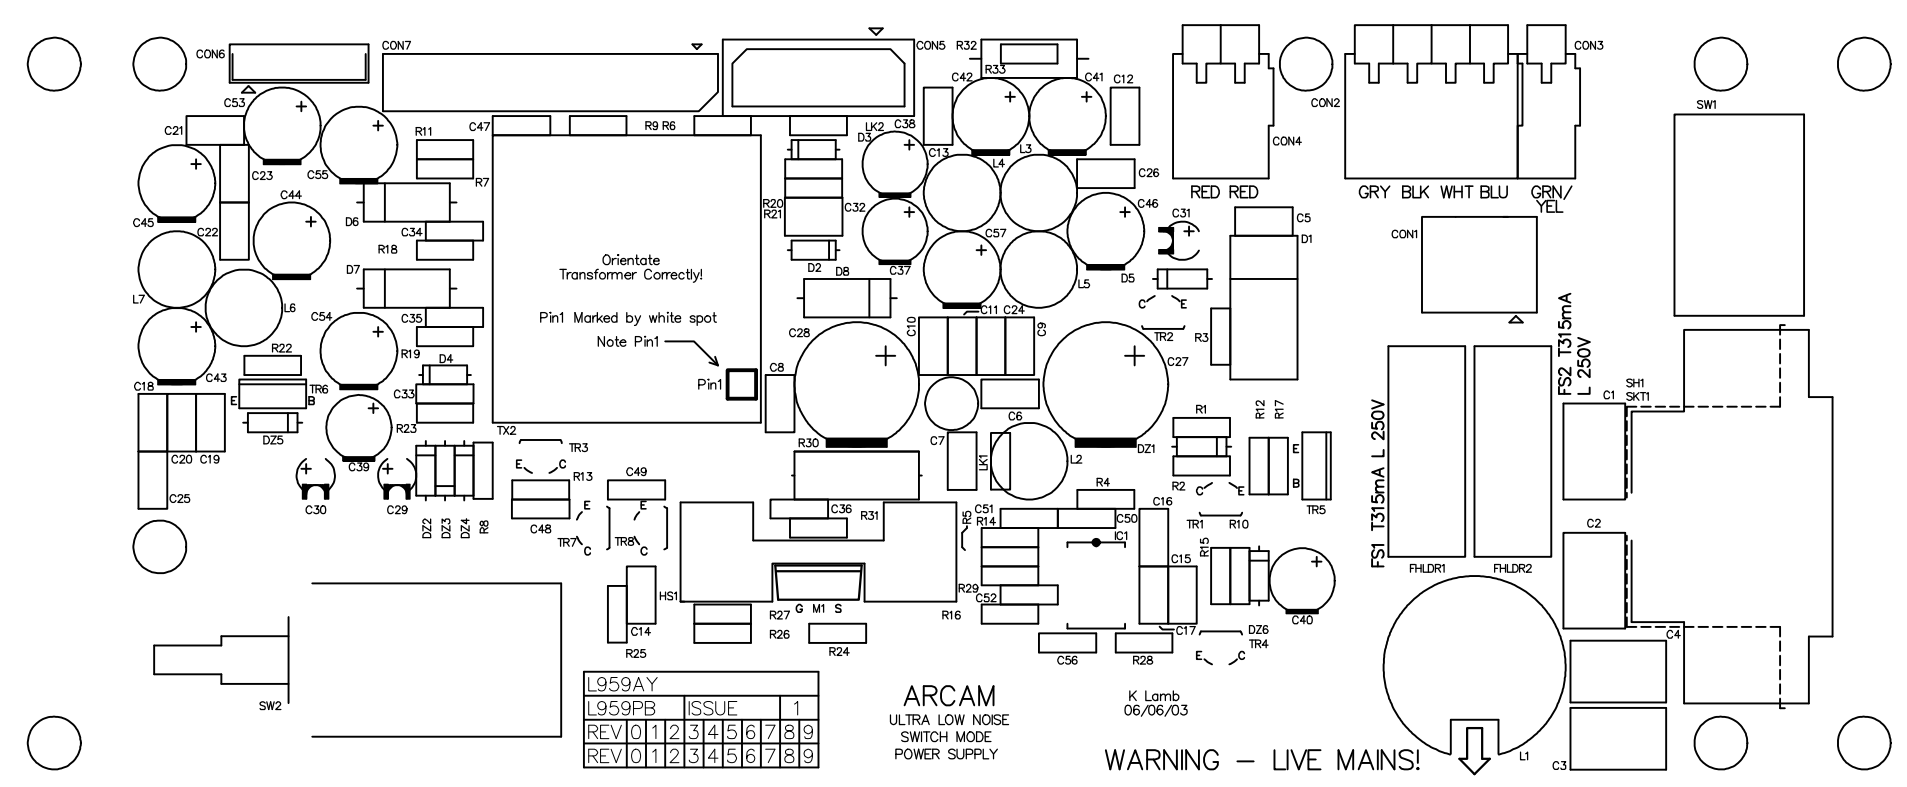 CON6
CON7
CON5
R32
CON3
C53
C42
R33
C41
C12
CON2
SW1
C21
R11
C47
R9 R6
LK2
C38
D3
C13
L4
L3
CON4
C23
C55
R7
C26
C44
RED RED
GRY BLK WHT BLU
GRN/
YEL
C45
C22
D6
C34
R20
R21
C32
C57
C46
C31
C5
CON1
D1
R18
Orientate
Transformer Correctly!
D7
D2
D8
C37
D5
L5
C
E
L7
L6
C54
C35
Pin1 Marked by white spot
Note Pin1
C28
C10
C11
C24
C9
TR2
R3
FS2 T315mA
L 250V
R22
R19
D4
C8
C27
C18
C43
TR6
E
B
C33
Pin1
SH1
SKT1
C1
DZ5
R23
TX2
C6
R1
R12
R17
FS1 T315mA L 250V
C20
C19
C39
TR3
E
C
R30
C7
LK1
L2
DZ1
E
B
C25
R13
C49
R4
R2
C
E
TR5
C30
C29
DZ2
DZ3
DZ4
R8
C48
E
C
TR7
E
C
TR8
C36
R31
R5
C51
R14
C50
C16
TR1
R10
C2
IC1
R15
C15
FHLDR1
FHLDR2
HS1
R29
C52
G M1 S
R27
R16
C14
R26
C17
DZ6
C40
R25
R24
C56
R28
E
C
TR4
C4
SW2
L959AY
L959PB ISSUE 1
REV 0 1 2 3 4 5 6 7 8 9
REV 0 1 2 3 4 5 6 7 8 9
ARCAM
ULTRA LOW NOISE
SWITCH MODE
POWER SUPPLY
K Lamb
06/06/03
WARNING - LIVE MAINS!
L1
C3